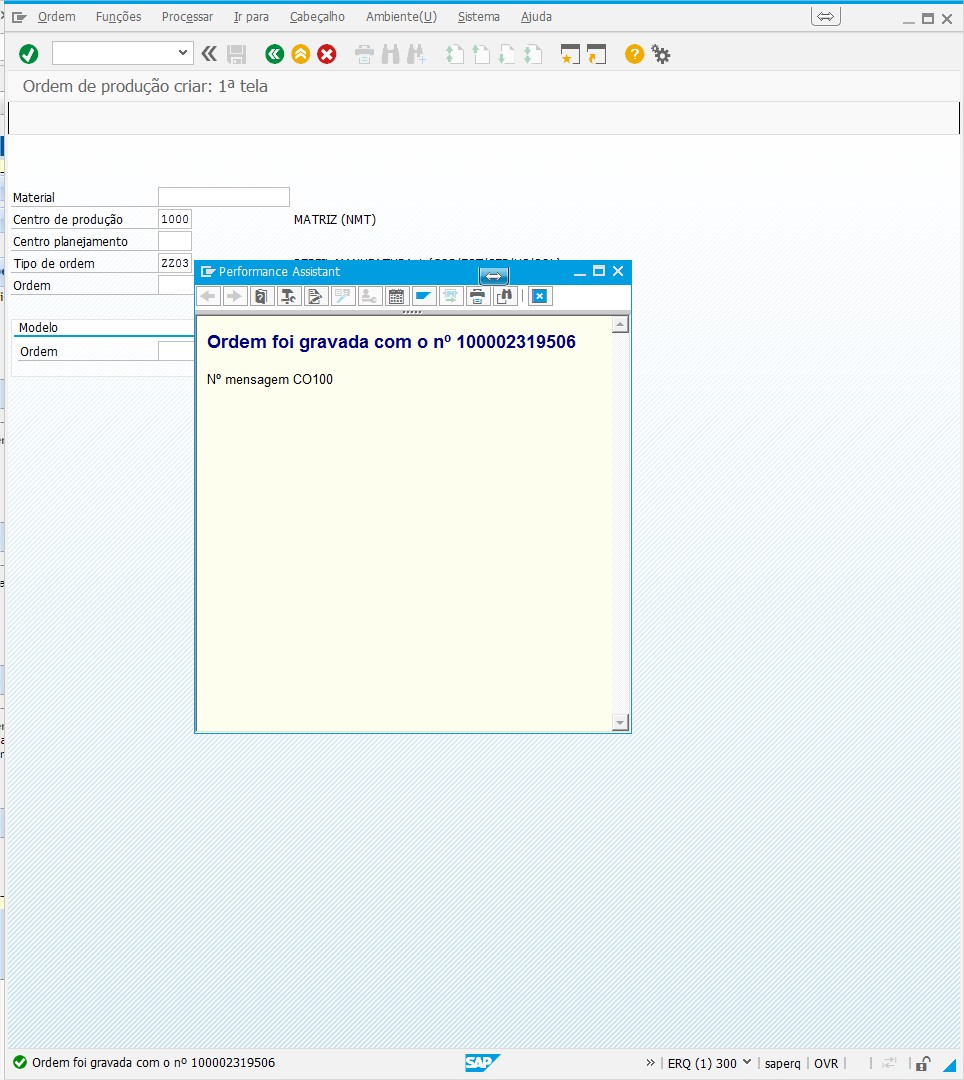 Ordem Funções Processar Ir para Cabeçalho Ambiente(U) Sistema Ajuda
Ordem de produção criar: 1ª tela
Material
Centro de produção 1000 MATRIZ (NMT)
Centro planejamento
Tipo de ordem ZZ03
Ordem
Modelo
Ordem
Performance Assistant
Ordem foi gravada com o nº 100002319506
Nº mensagem CO100
Ordem foi gravada com o nº 100002319506
SAP
ERQ (1) 300 saperq OVR